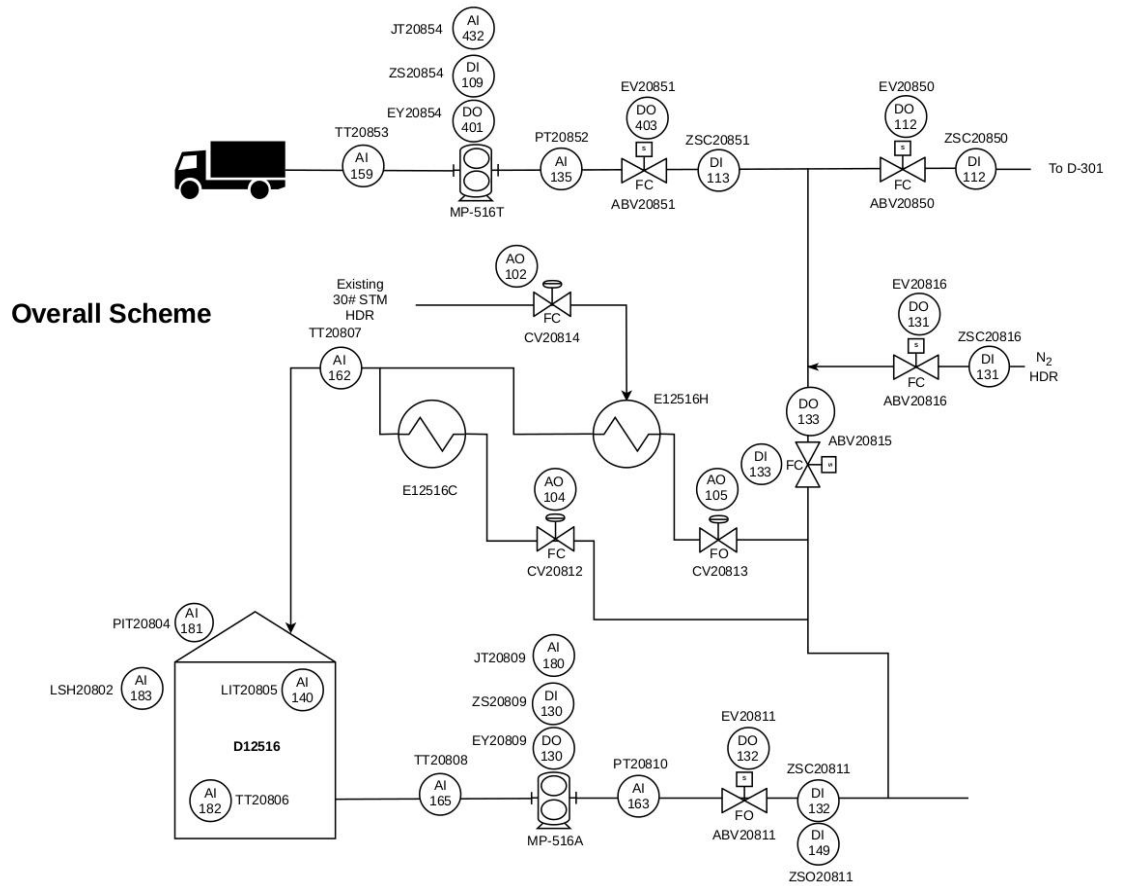 JT20854
AI
432
ZS20854
DI
109
EY20854
DO
401
TT20853
AI
159
MP-516T
PT20852
AI
135
EV20851
DO
403
S
FC
ABV20851
ZSC20851
DI
113
EV20850
DO
112
S
FC
ABV20850
ZSC20850
DI
112
To D-301
Overall Scheme
Existing
30# STM
HDR
AO
102
FC
CV20814
TT20807
AI
162
E12516C
E12516H
EV20816
DO
131
S
FC
ABV20816
ZSC20816
DI
131
N2
HDR
DO
133
ABV20815
DI
133
FC
S
AO
104
FC
CV20812
AO
105
FO
CV20813
PIT20804
AI
181
LSH20802
AI
183
LIT20805
AI
140
D12516
AI
182
TT20806
TT20808
AI
165
JT20809
AI
180
ZS20809
DI
130
EY20809
DO
130
MP-516A
PT20810
AI
163
EV20811
DO
132
S
FO
ABV20811
ZSC20811
DI
132
DI
149
ZSO20811